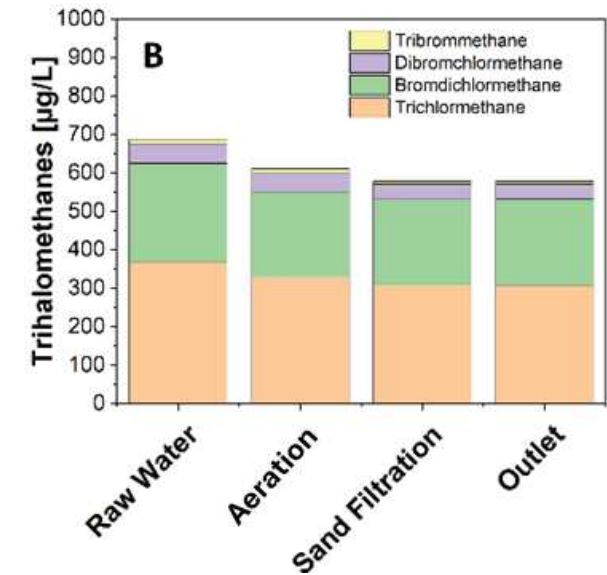 B
Tribrommethane
Dibromchlormethane
Bromdichlormethane
Trichlormethane
Trihalomethanes [µg/L]
1000
900
800
700
600
500
400
300
200
100
0
Raw Water
Aeration
Sand Filtration
Outlet